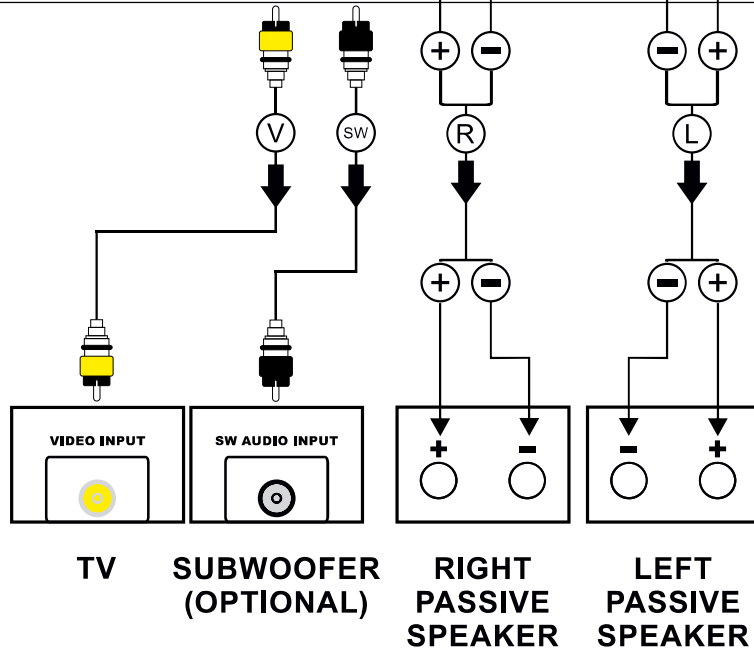 + − − +
V SW R L
+ − − +
VIDEO INPUT SW AUDIO INPUT + − − +
TV SUBWOOFER (OPTIONAL) RIGHT PASSIVE SPEAKER LEFT PASSIVE SPEAKER